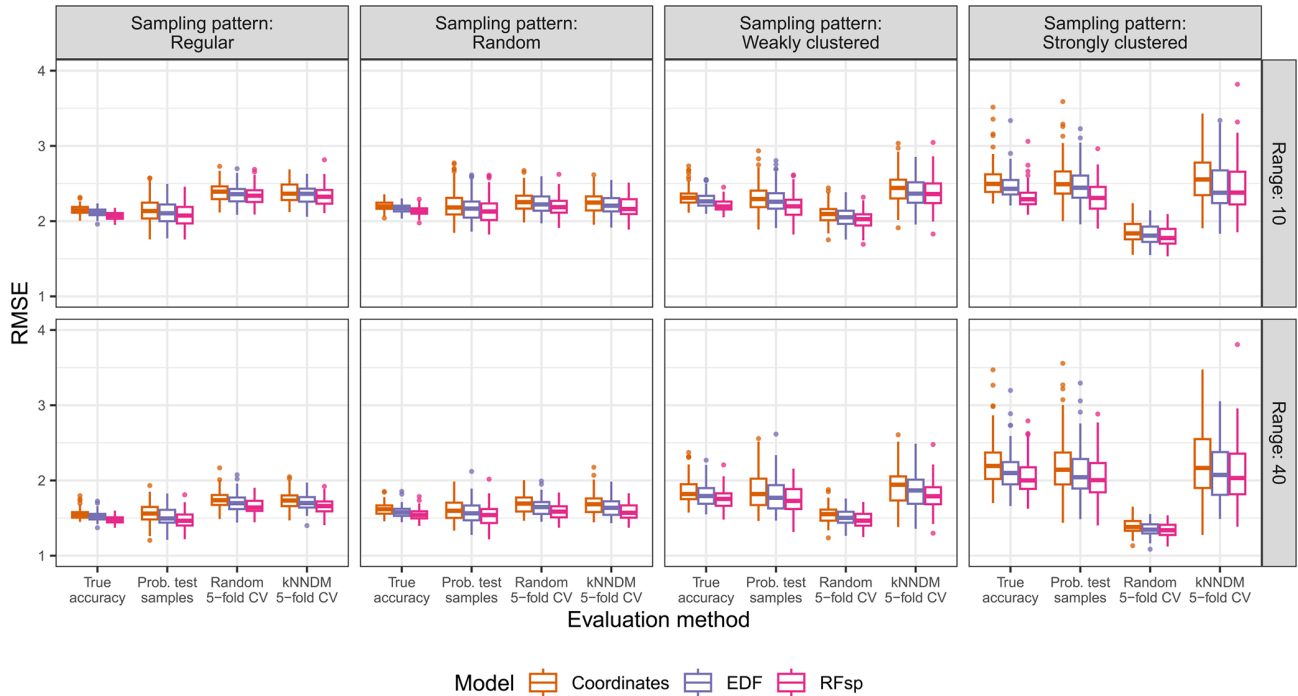 Sampling pattern:
Regular
Sampling pattern:
Random
Sampling pattern:
Weakly clustered
Sampling pattern:
Strongly clustered
RMSE
4
3
2
1
Range: 10
4
3
2
1
Range: 40
True
accuracy
Prob. test
samples
Random
5-fold CV
kNNDM
5-fold CV
True
accuracy
Prob. test
samples
Random
5-fold CV
kNNDM
5-fold CV
True
accuracy
Prob. test
samples
Random
5-fold CV
kNNDM
5-fold CV
True
accuracy
Prob. test
samples
Random
5-fold CV
kNNDM
5-fold CV
Evaluation method
Model Coordinates EDF RFsp